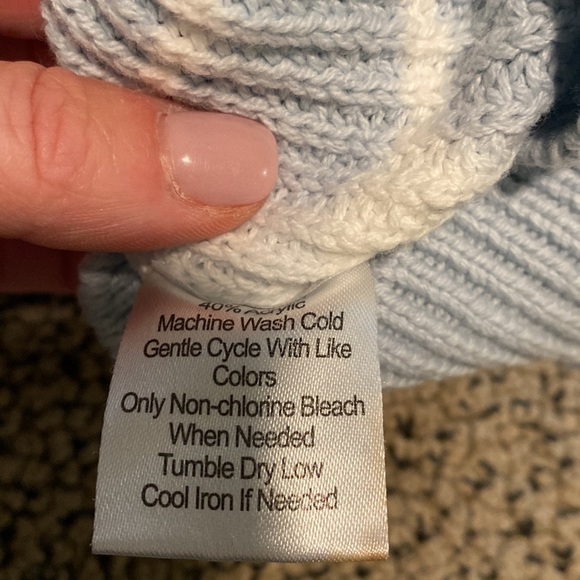 40% Acrylic
Machine Wash Cold
Gentle Cycle With Like
Colors
Only Non-chlorine Bleach
When Needed
Tumble Dry Low
Cool Iron If Needed